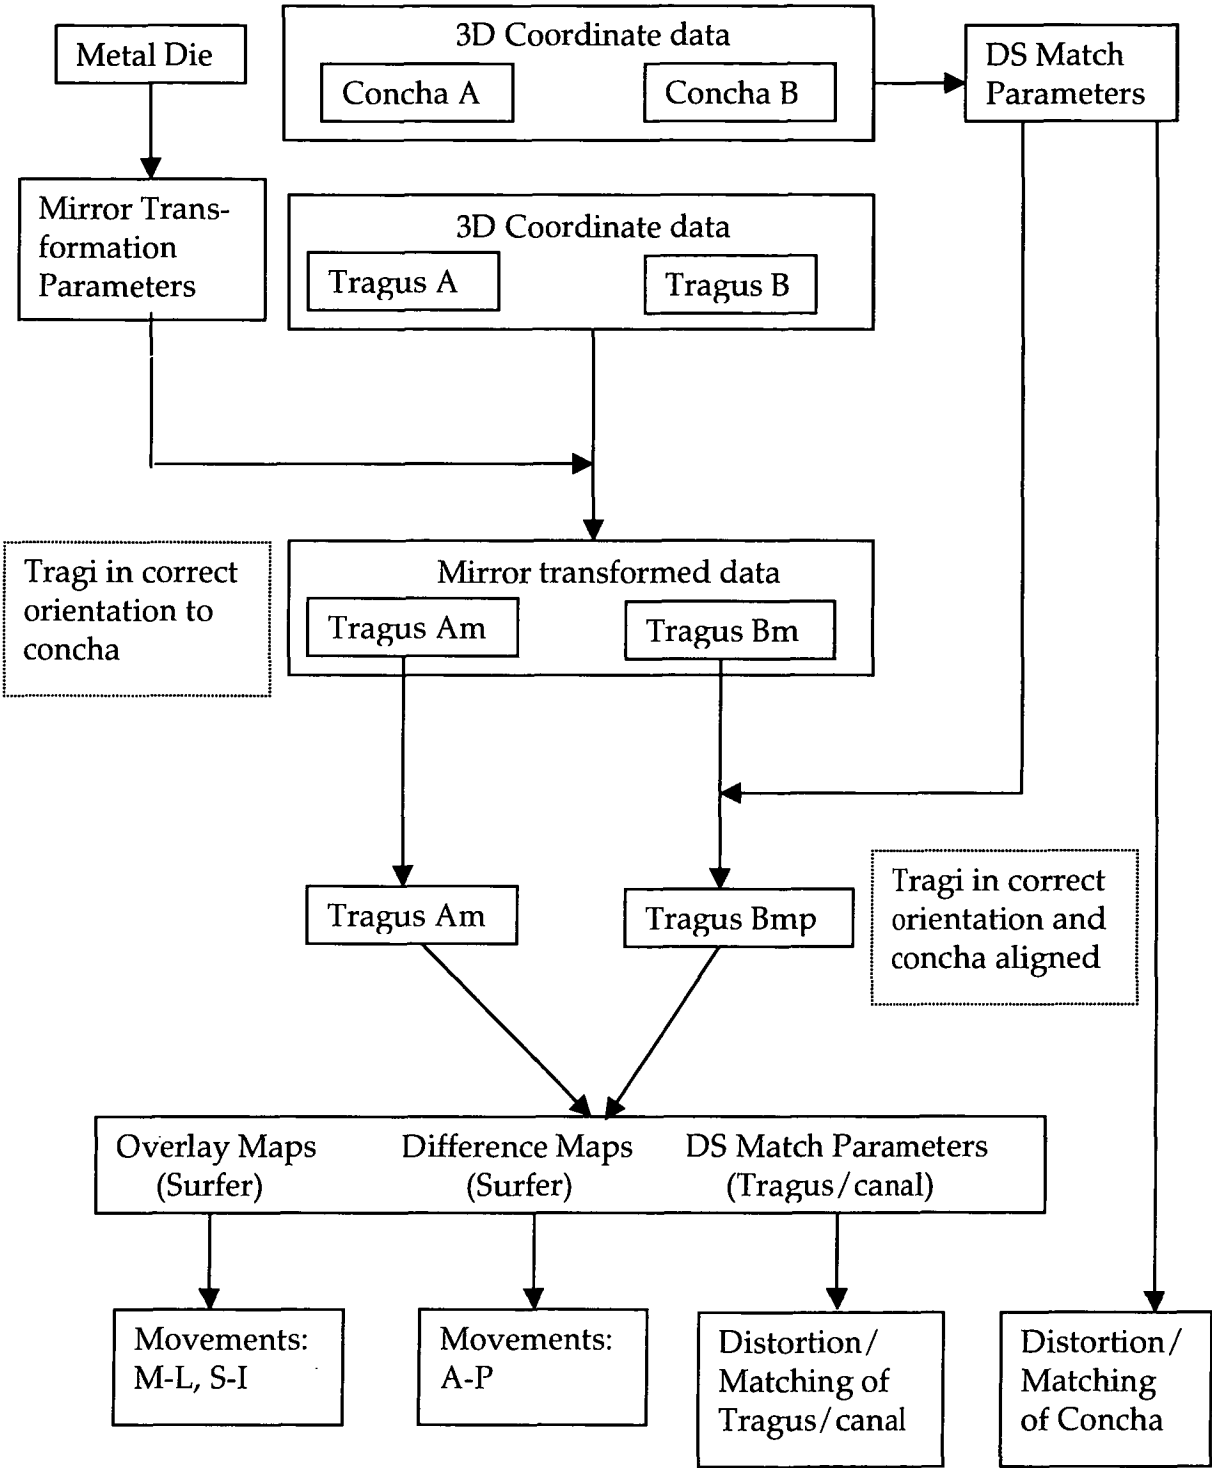 Metal Die
3D Coordinate data
Concha A
Concha B
DS Match
Parameters
Mirror Trans-
formation
Parameters
3D Coordinate data
Tragus A
Tragus B
Tragi in correct
orientation to
concha
Mirror transformed data
Tragus Am
Tragus Bm
Tragus Am
Tragus Bmp
Tragi in correct
orientation and
concha aligned
Overlay Maps
(Surfer)
Difference Maps
(Surfer)
DS Match Parameters
(Tragus/canal)
Movements:
M-L, S-I
Movements:
A-P
Distortion/
Matching of
Tragus/canal
Distortion/
Matching
of Concha